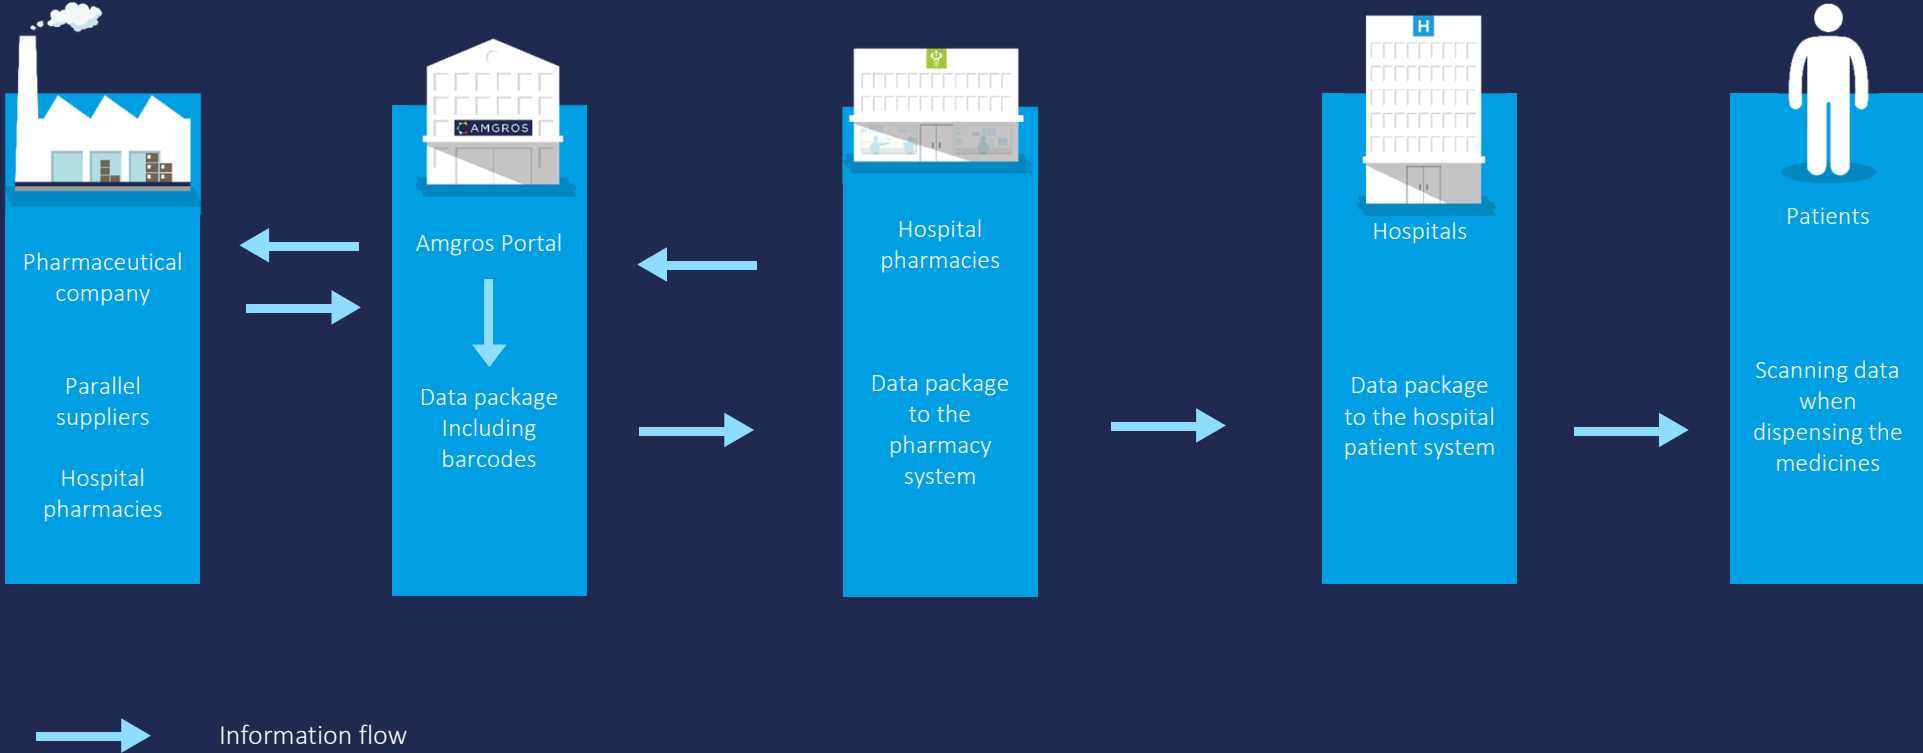 Pharmaceutical
company
Parallel
suppliers
Hospital
pharmacies
AMGROS
Amgros Portal
Data package
Including
barcodes
Hospital
pharmacies
Data package
to the
pharmacy
system
H
Hospitals
Data package
to the hospital
patient system
Patients
Scanning data
when
dispensing the
medicines
Information flow